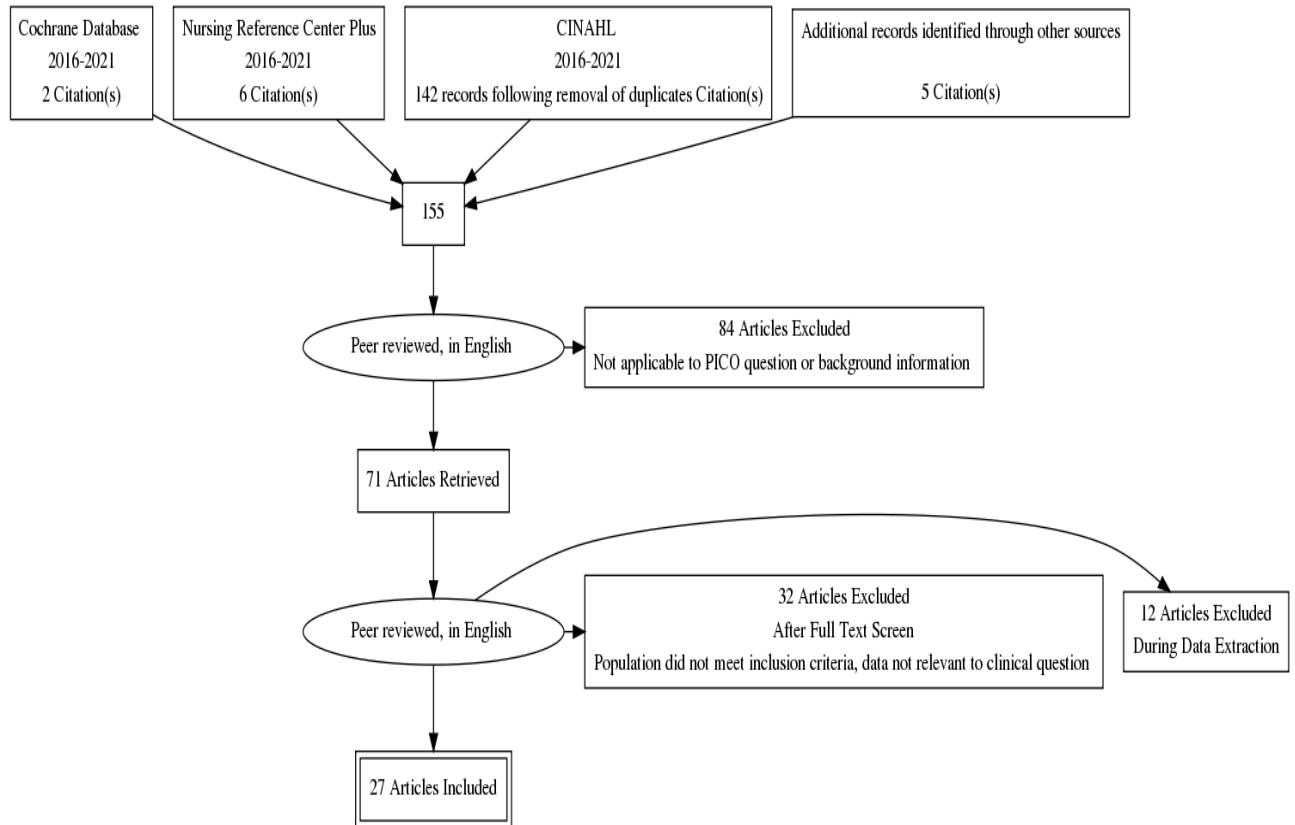 Cochrane Database
2016-2021
2 Citation(s)
Nursing Reference Center Plus
2016-2021
6 Citation(s)
CINAHL
2016-2021
142 records following removal of duplicates Citation(s)
Additional records identified through other sources
5 Citation(s)
155
Peer reviewed, in English
84 Articles Excluded
Not applicable to PICO question or background information
71 Articles Retrieved
Peer reviewed, in English
32 Articles Excluded
After Full Text Screen
Population did not meet inclusion criteria, data not relevant to clinical question
12 Articles Excluded
During Data Extraction
27 Articles Included